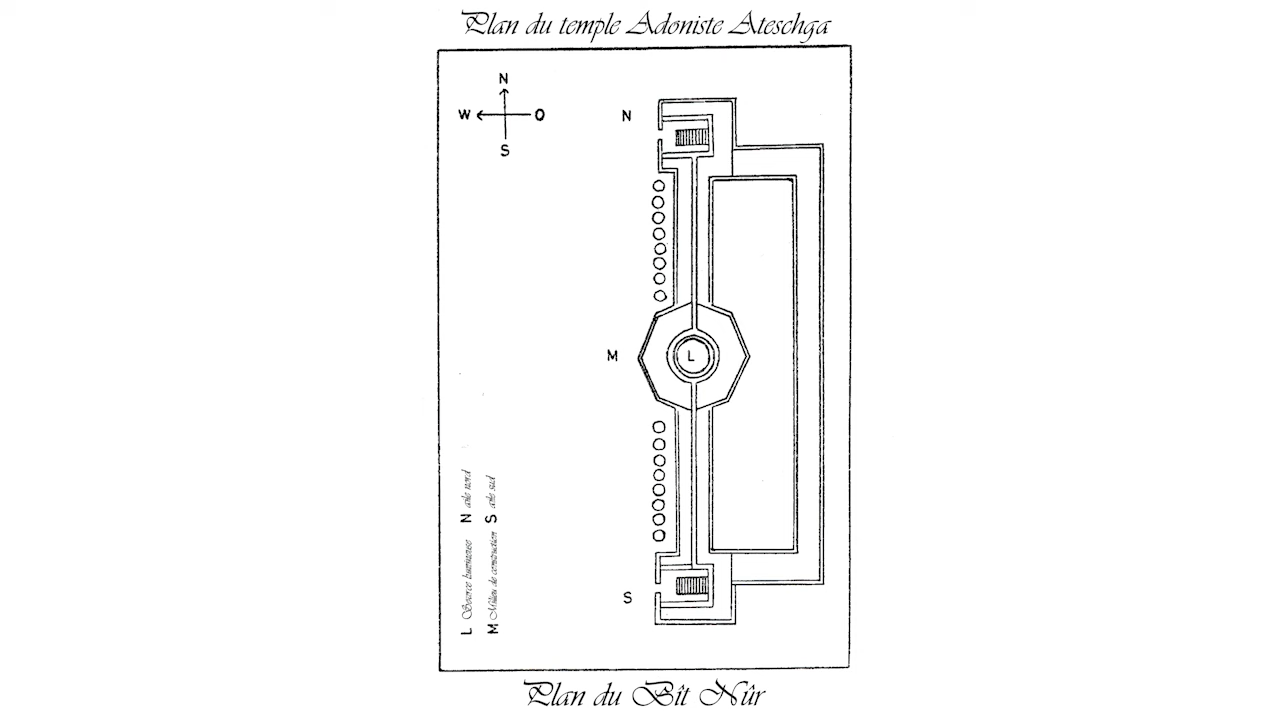 Plan du temple Adoniste Ateschga
N
W O
S
N
M
L
S
L Source lumineuse N aile nord
M Milieu de construction S aile sud
Plan du Bît Nûr